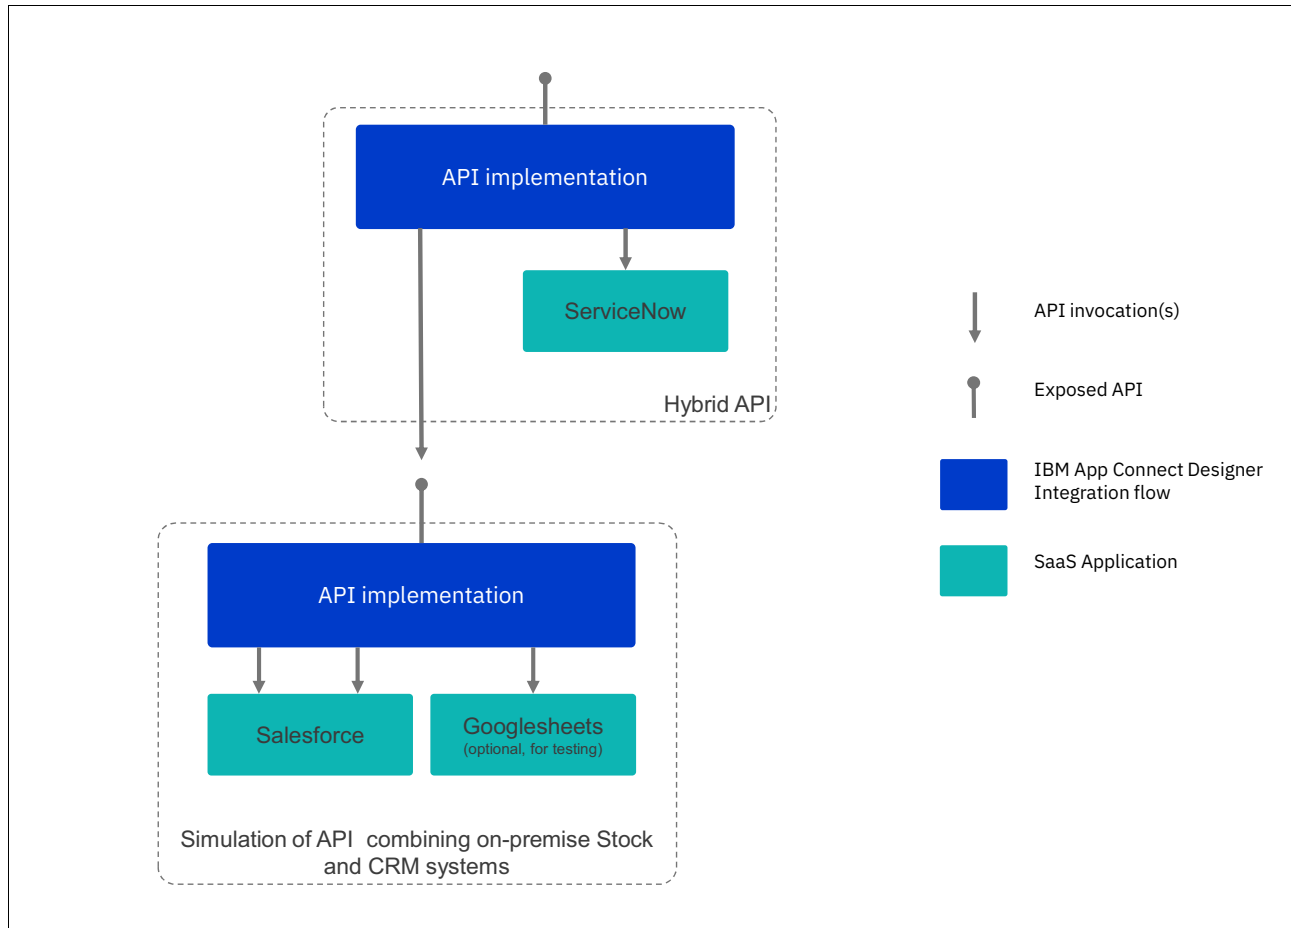 API implementation
ServiceNow
Hybrid API
API implementation
Salesforce
Googlesheets
(optional, for testing)
Simulation of API combining on-premise Stock
and CRM systems
API invocation(s)
Exposed API
IBM App Connect Designer
Integration flow
SaaS Application